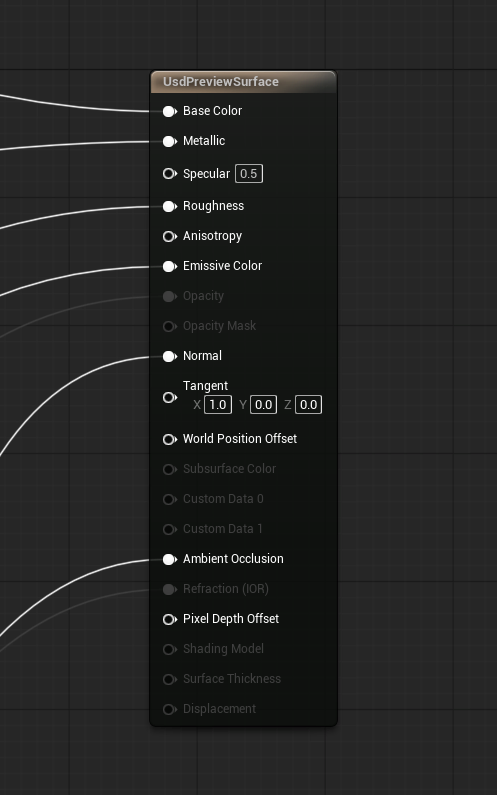 UsdPreviewSurface
Base Color
Metallic
Specular 0.5
Roughness
Anisotropy
Emissive Color
Opacity
Opacity Mask
Normal
Tangent
X 1.0 Y 0.0 Z 0.0
World Position Offset
Subsurface Color
Custom Data 0
Custom Data 1
Ambient Occlusion
Refraction (IOR)
Pixel Depth Offset
Shading Model
Surface Thickness
Displacement